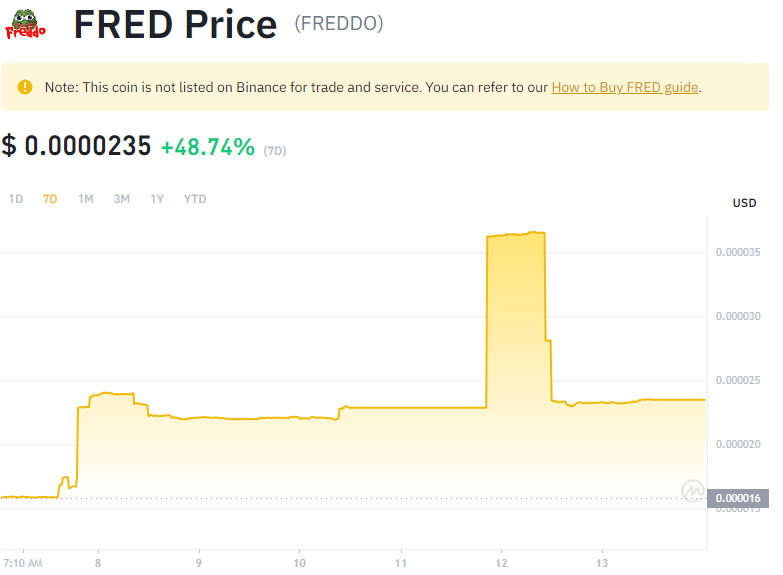 Freddo
FRED Price (FREDDO)
Note: This coin is not listed on Binance for trade and service. You can refer to our How to Buy FRED guide.
$ 0.0000235 +48.74% (7D)
1D 7D 1M 3M 1Y YTD
USD
0.000035
0.000030
0.000025
0.000020
0.000016
0.000015
7:10 AM 8 9 10 11 12 13